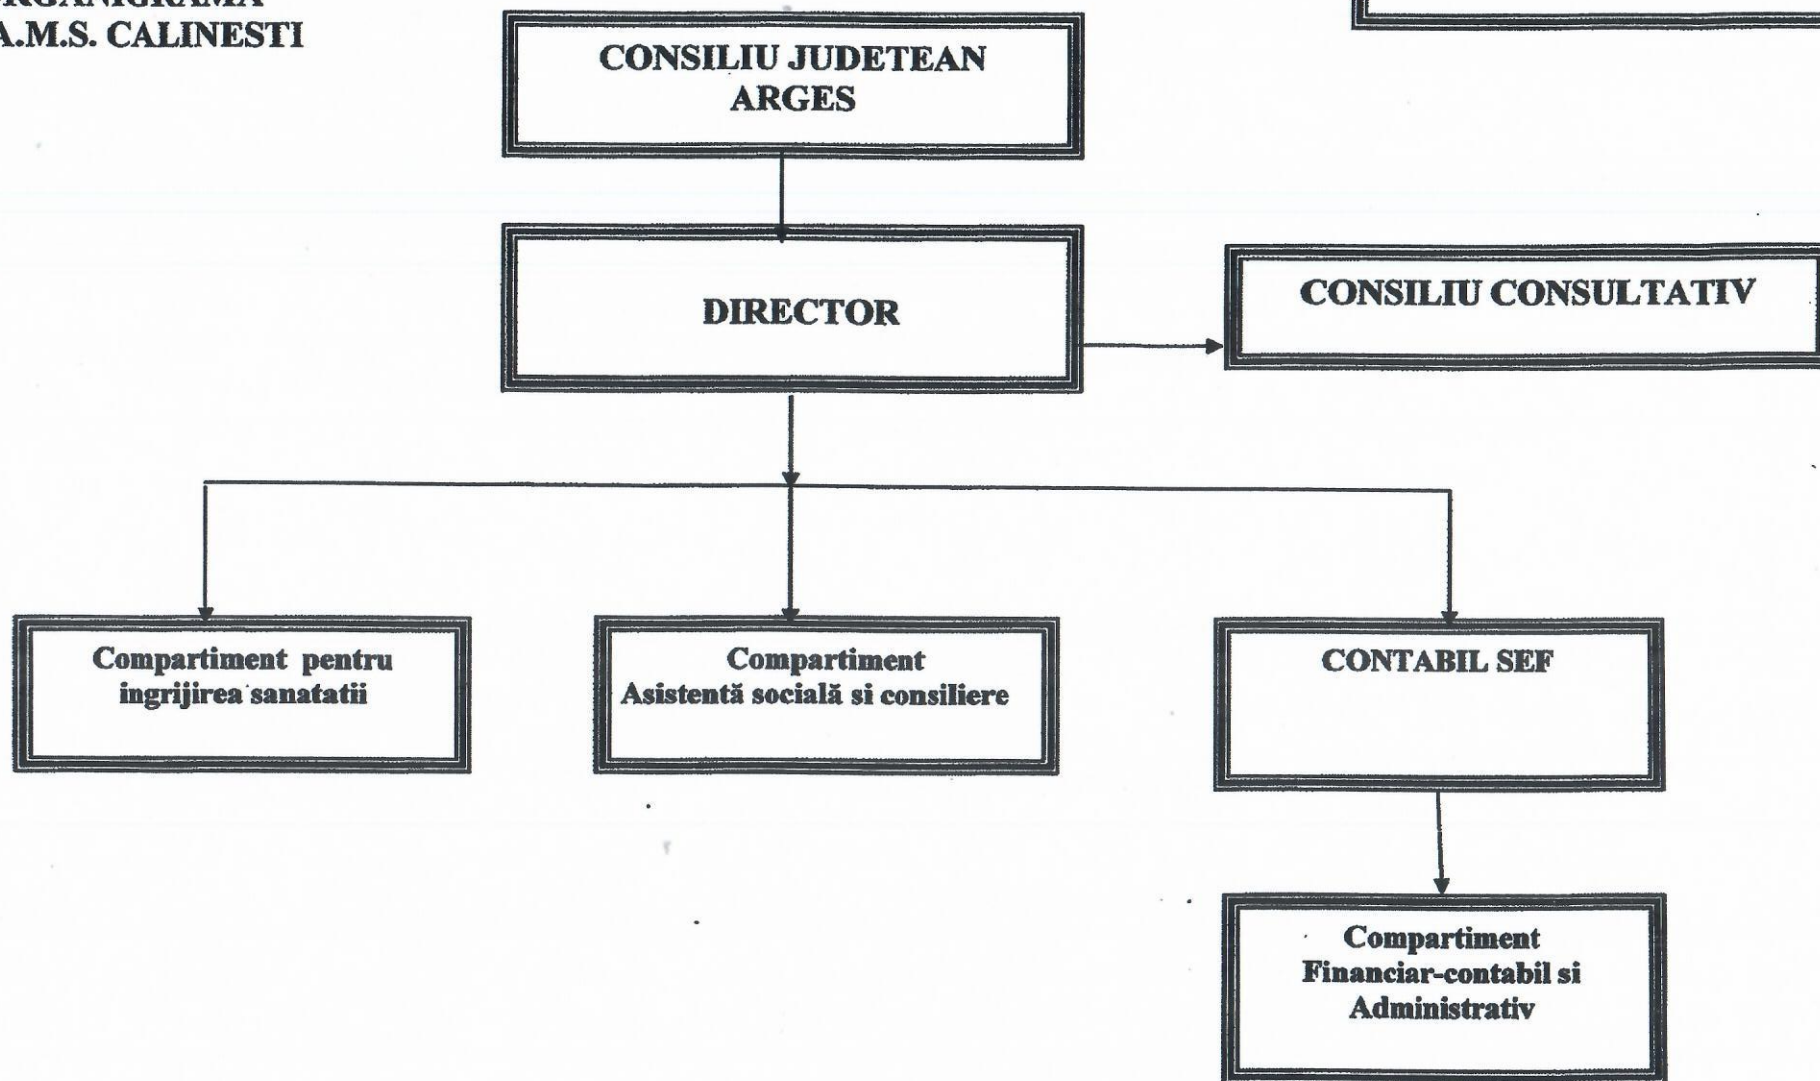 A.M.S. CALINESTI
CONSILIU JUDETEAN
ARGES
DIRECTOR
CONSILIU CONSULTATIV
Compartiment pentru
ingrijirea sanatatii
Compartiment
Asistentă socială si consiliere
CONTABIL SEF
Compartiment
Financiar-contabil si
Administrativ